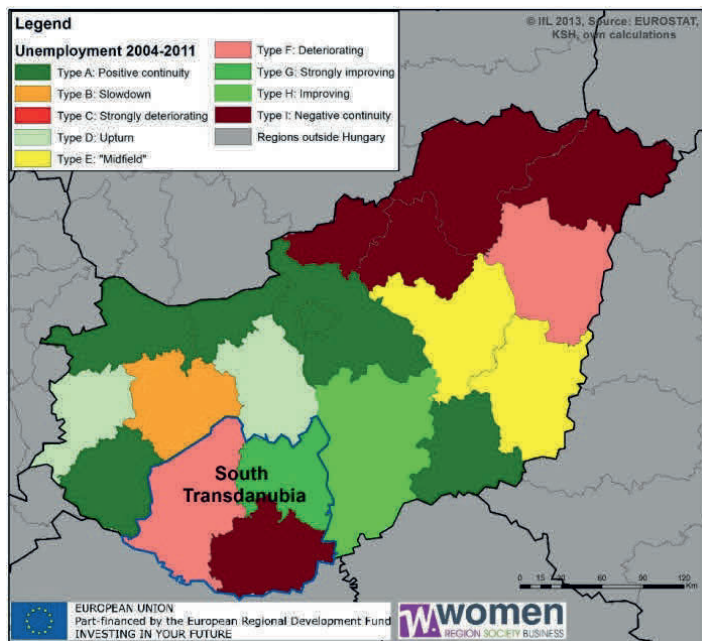 Legend
© IIL 2013, Source: EUROSTAT,
KSH, own calculations
Unemployment 2004-2011
Type A: Positive continuity
Type B: Slowdown
Type C: Strongly deteriorating
Type D: Upturn
Type E: "Midfield"
Type F: Deteriorating
Type G: Strongly improving
Type H: Improving
Type I: Negative continuity
Regions outside Hungary
South
Transdanubia
0 15 30 60 90 120
Km
EUROPEAN UNION
Part-financed by the European Regional Development Fund
INVESTING IN YOUR FUTURE
W.women
REGION SOCIETY BUSINESS